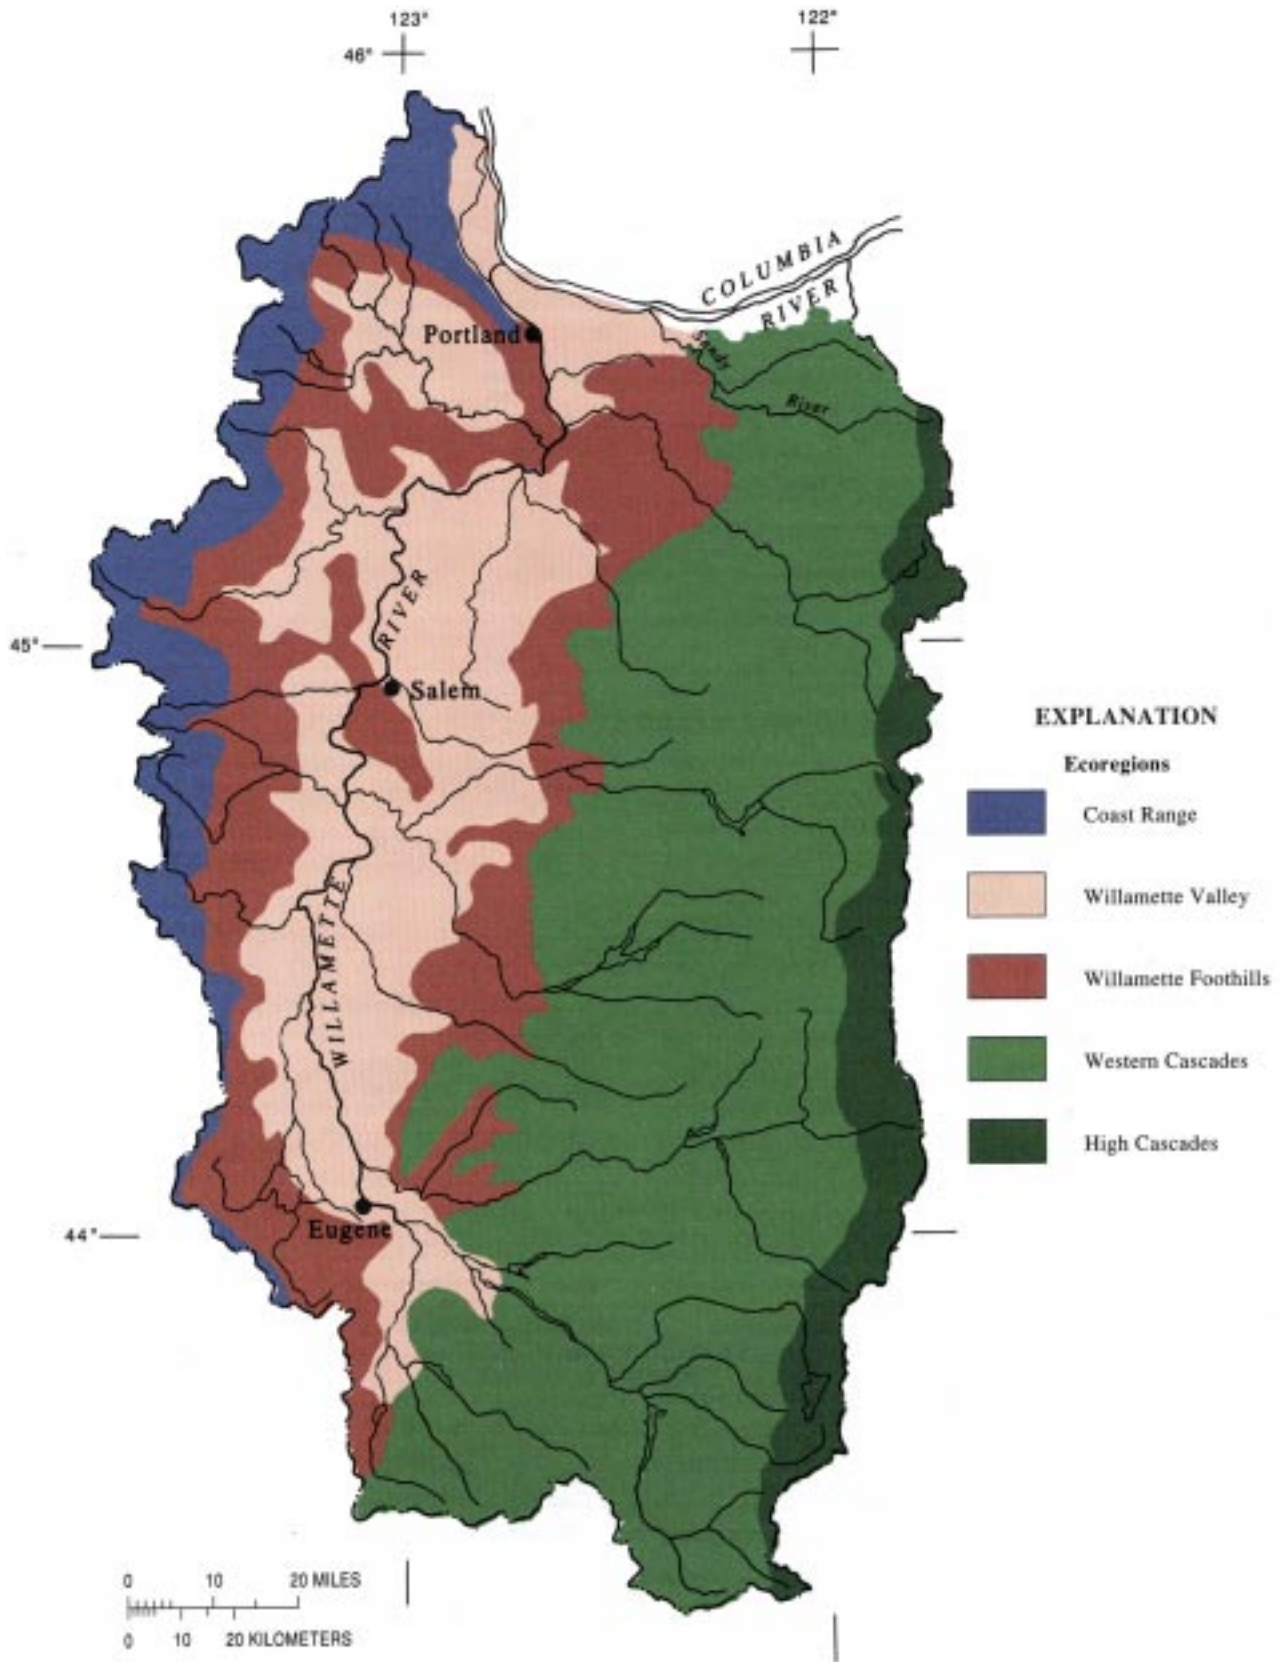 123°
122°
46°
COLUMBIA
RIVER
Portland
Sandy
River
RIVER
45°
Salem
EXPLANATION
Ecoregions
Coast Range
Willamette Valley
WILLAMETTE
Willamette Foothills
Western Cascades
High Cascades
44°
Eugene
0 10 20 MILES
0 10 20 KILOMETERS